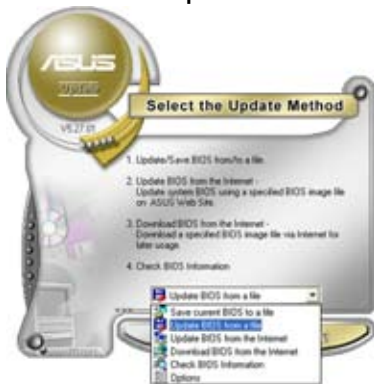 ASUS
Update
Select the Update Method
1. Update/Save BIOS from/to a file.
2. Update BIOS from the Internet -
Update system BIOS using a specified BIOS image file
on ASUS Web Site.
3. Download BIOS from the Internet -
Download a specified BIOS image file via Internet for
later usage.
4. Check BIOS Information
Update BIOS from a file
Save current BIOS to a file
Update BIOS from a file
Update BIOS from the Internet
Download BIOS from the Internet
Check BIOS Information
Options